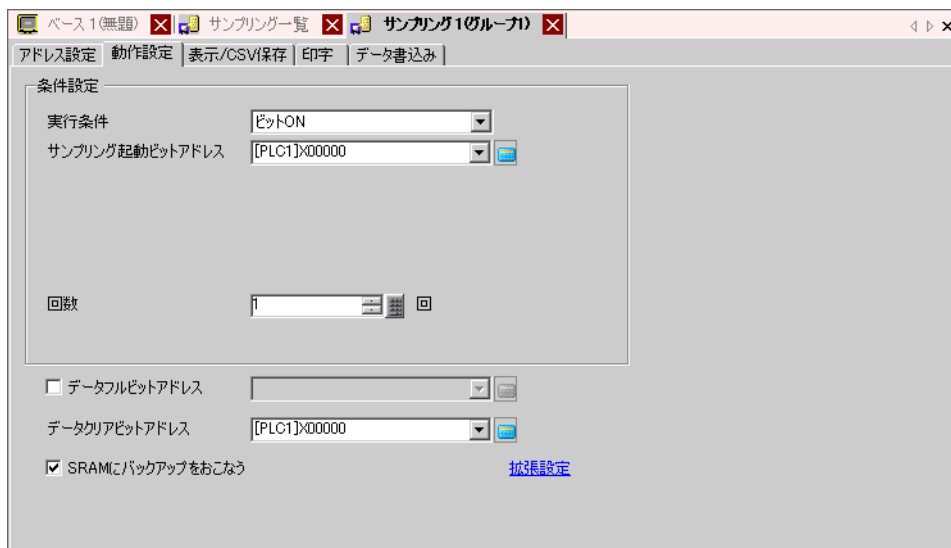 ベース 1(無題) サンプリング一覧 サンプリング 1(グループ1)
アドレス設定 動作設定 表示/CSV保存 印字 データ書込み
条件設定
実行条件 ビットON
サンプリング起動ビットアドレス [PLC1]X00000
回数 1 回
データフルビットアドレス
データクリアビットアドレス [PLC1]X00000
SRAMにバックアップをおこなう 拡張設定